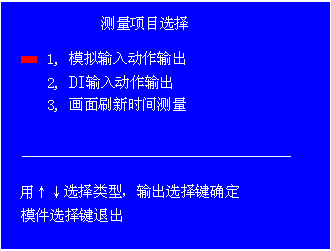 测量项目选择
1, 模拟输入动作输出
2, DI输入动作输出
3, 画面刷新时间测量
用↑↓选择类型, 输出选择键确定
模件选择键退出